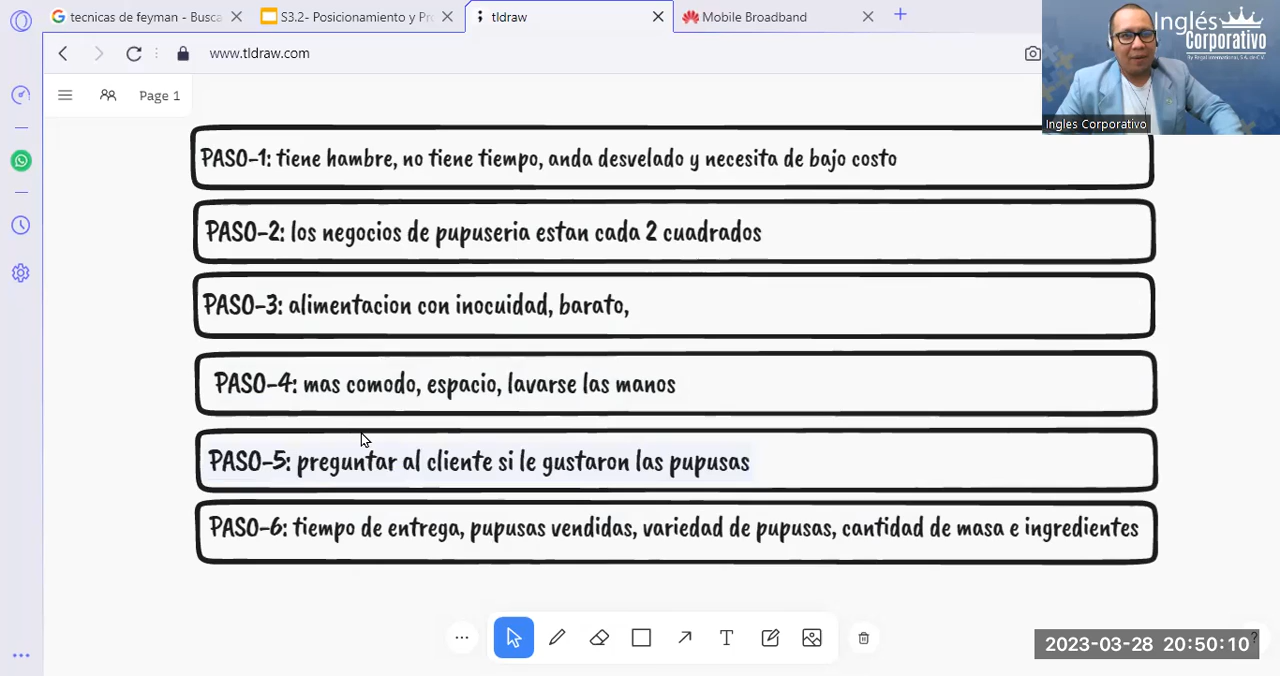 tecnicas de feyman - Busca
S3.2- Posicionamiento y Pr
tldraw
Mobile Broadband
www.tldraw.com
Page 1
Inglés
Corporativo
By Regal International, S.A. de C.V.
Ingles Corporativo
PASO-1: tiene hambre, no tiene tiempo, anda desvelado y necesita de bajo costo
PASO-2: los negocios de pupuseria estan cada 2 cuadrados
PASO-3: alimentacion con inocuidad, barato,
PASO-4: mas comodo, espacio, lavarse las manos
PASO-5: preguntar al cliente si le gustaron las pupusas
PASO-6: tiempo de entrega, pupusas vendidas, variedad de pupusas, cantidad de masa e ingredientes
2023-03-28 20:50:10